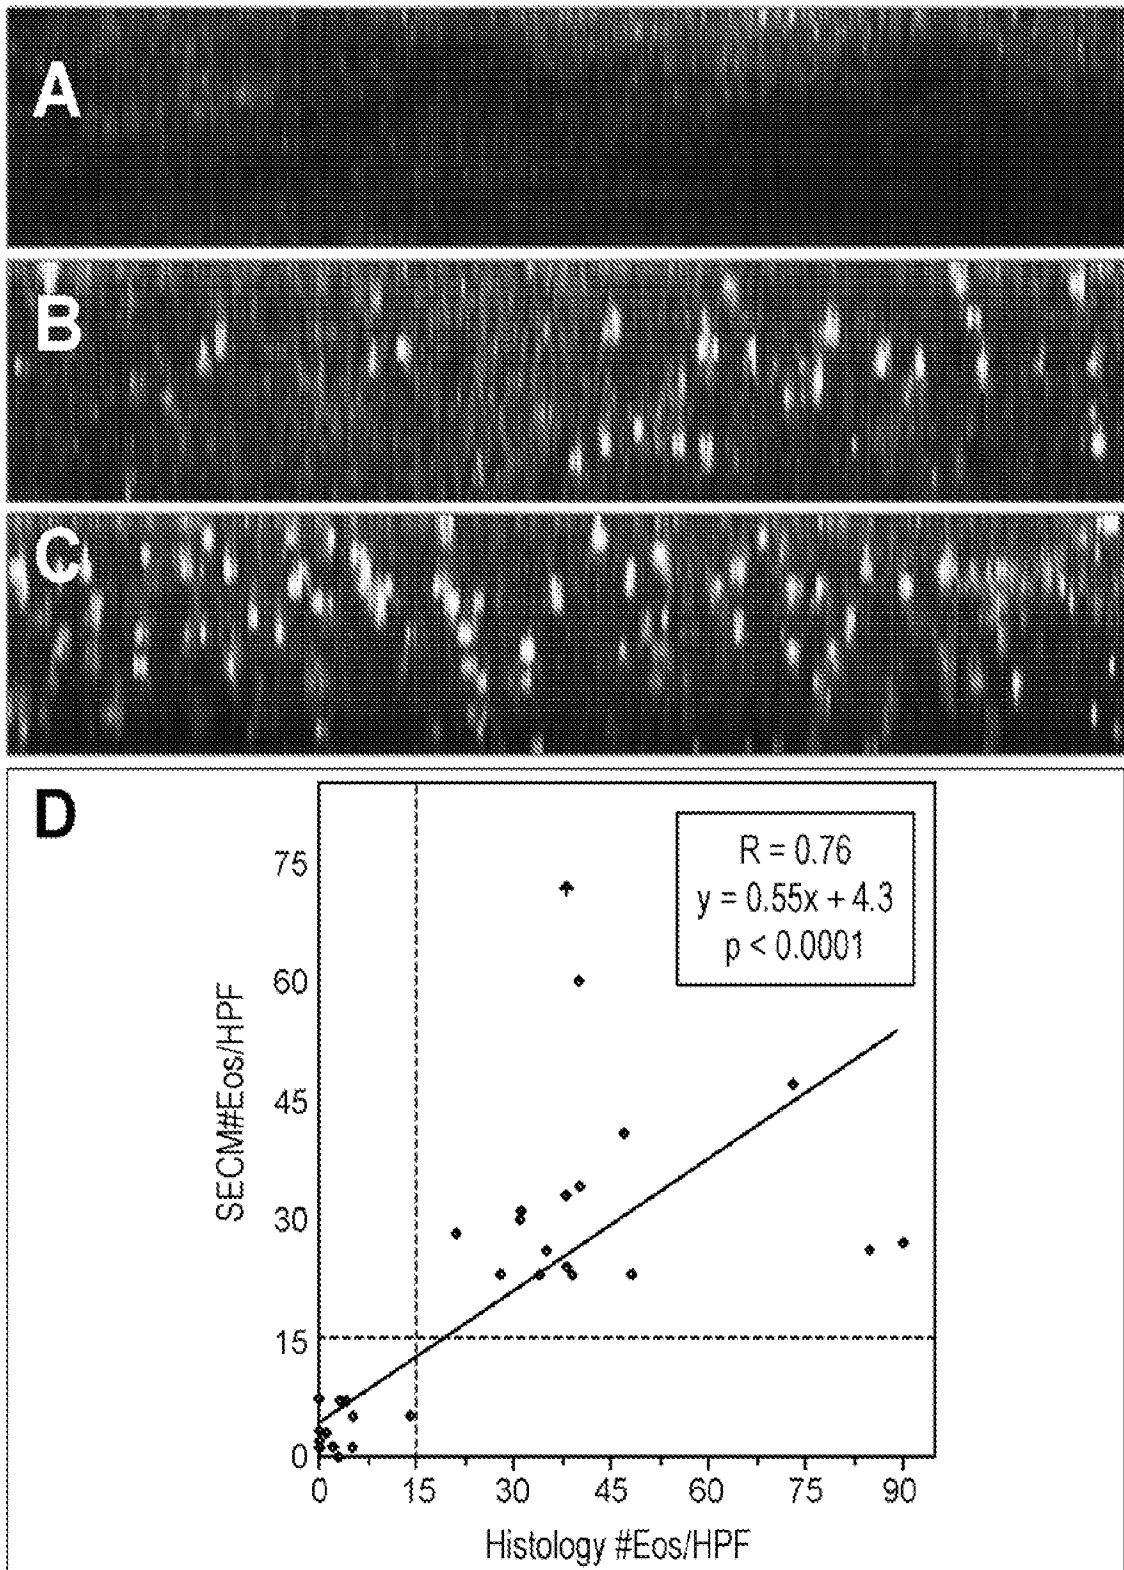 A
B
C
D
R = 0.76
y = 0.55x + 4.3
p < 0.0001
75
60
45
30
15
0
SECM#Eos/HPF
0 15 30 45 60 75 90
Histology #Eos/HPF